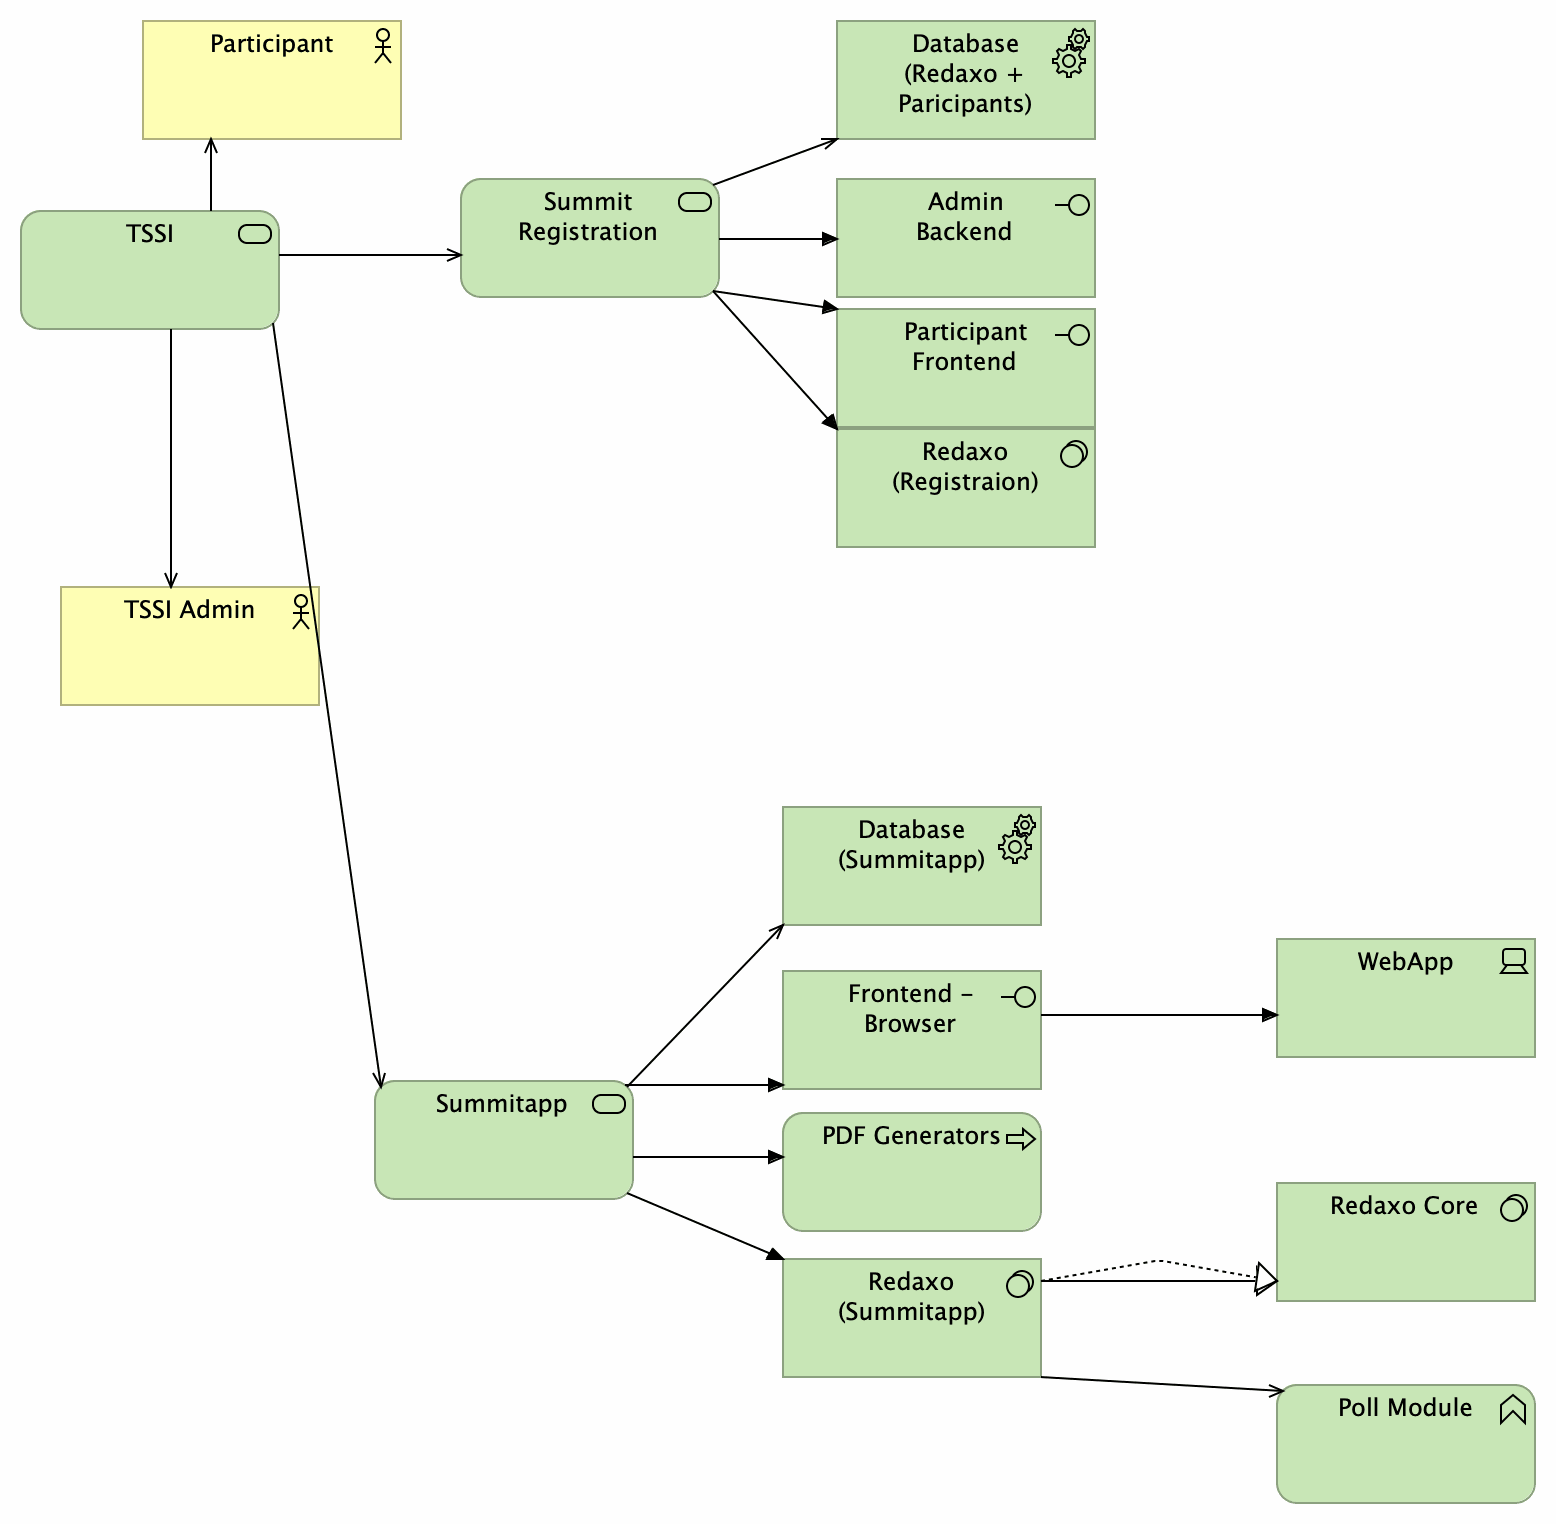 Participant
Database
(Redaxo +
Paricipants)
TSSI
Summit
Registration
Admin
Backend
Participant
Frontend
Redaxo
(Registraion)
TSSI Admin
Database
(Summitapp)
Frontend –
Browser
WebApp
Summitapp
PDF Generators
Redaxo Core
Redaxo
(Summitapp)
Poll Module